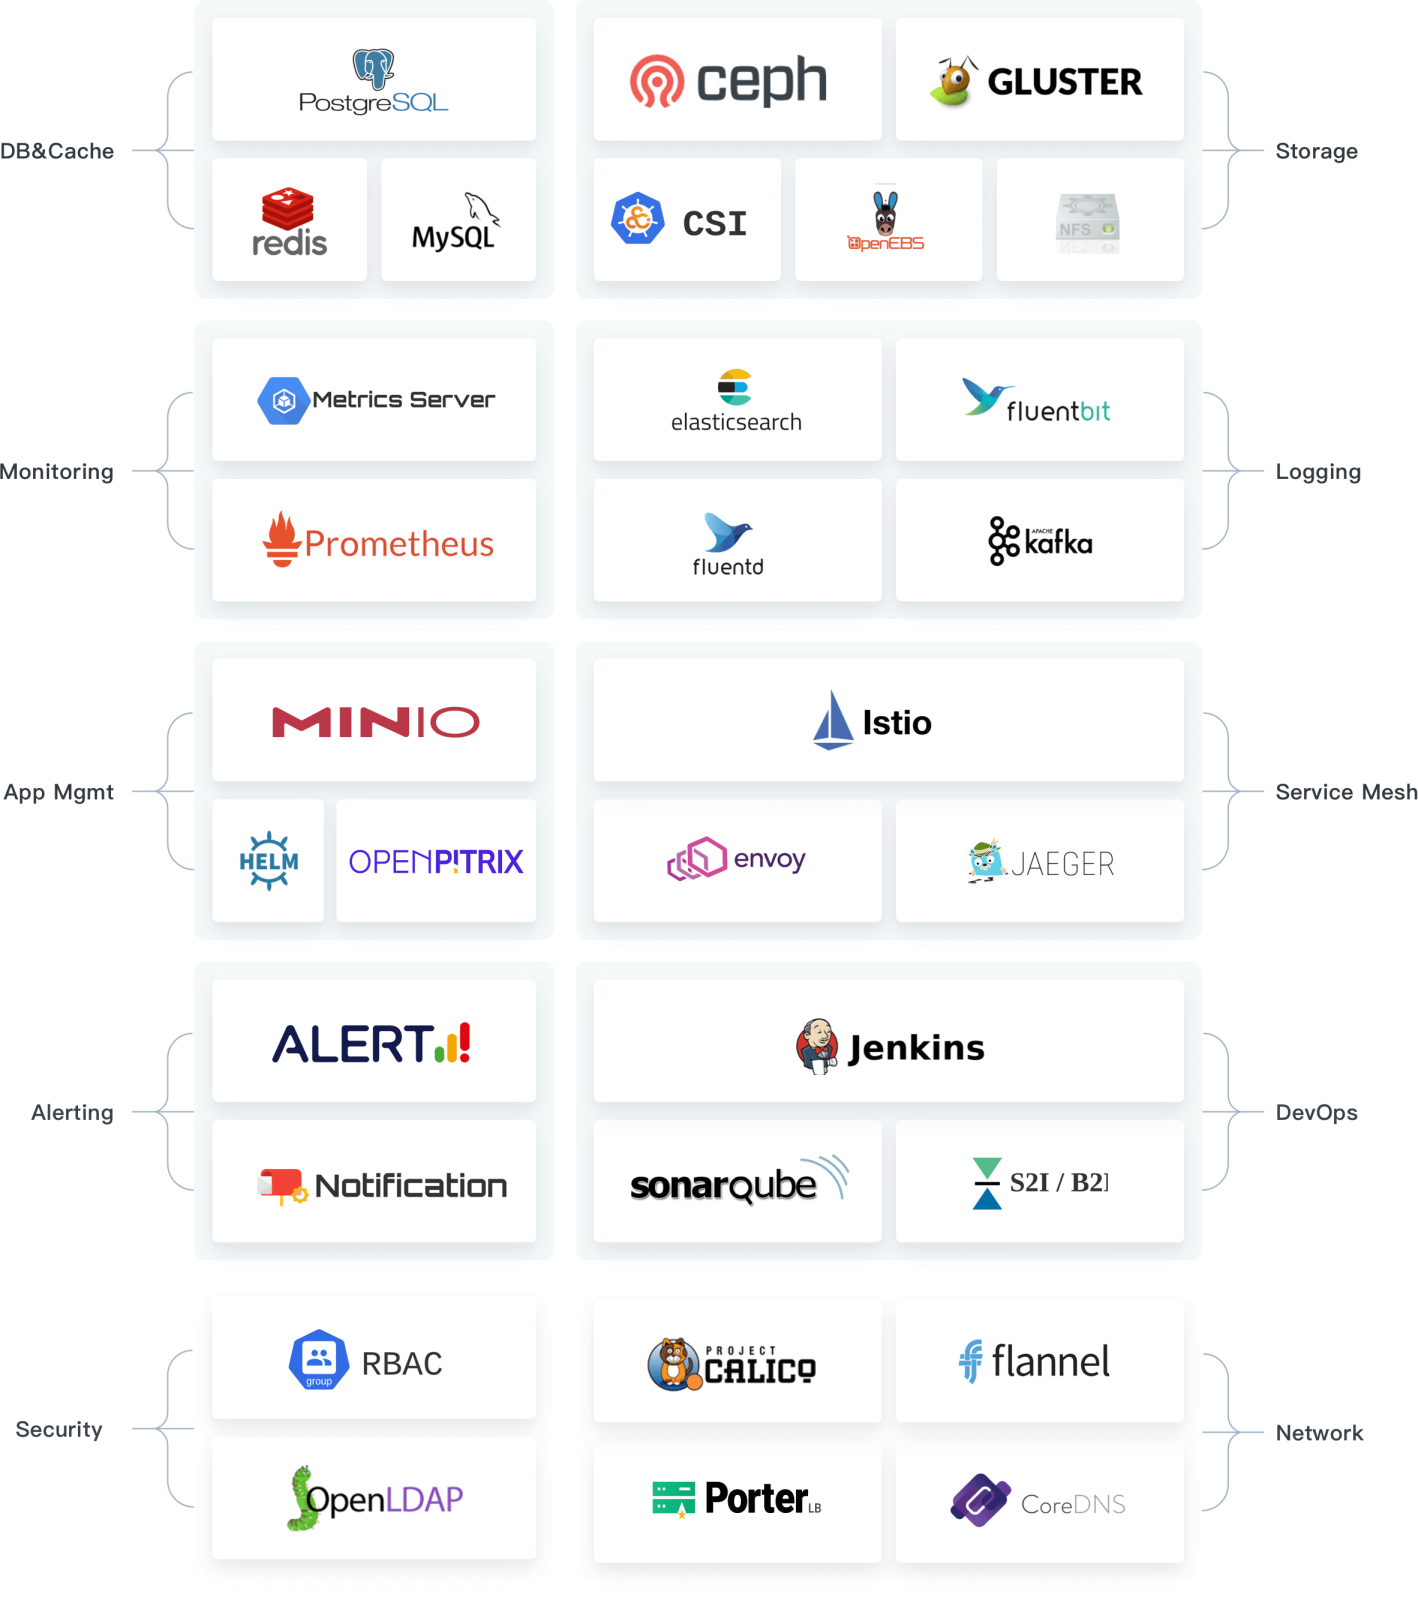 DB&Cache
PostgreSQL
redis
MySQL
ceph
GLUSTER
CSI
OpenEBS
NFS
Storage
Monitoring
Metrics Server
Prometheus
elasticsearch
fluentbit
fluentd
APACHE
kafka
Logging
App Mgmt
MINIO
HELM
OPENPITRIX
Istio
envoy
JAEGER
Service Mesh
Alerting
ALERT
Notification
Jenkins
sonarqube
S2I / B2I
DevOps
Security
group
RBAC
OpenLDAP
PROJECT
CALICO
flannel
Porter LB
CoreDNS
Network